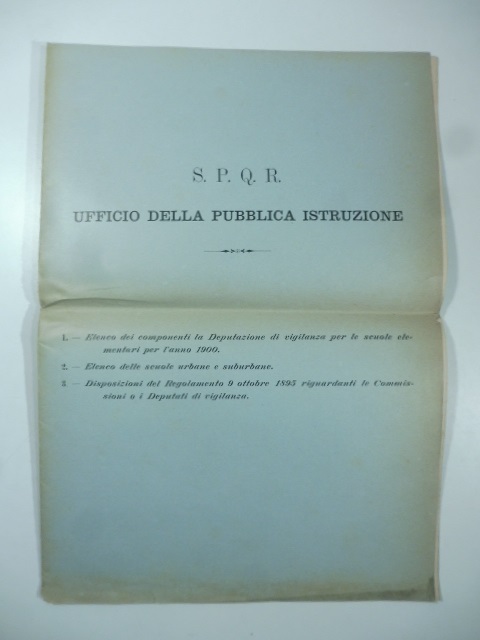 S. P. Q. R.
UFFICIO DELLA PUBBLICA ISTRUZIONE
1. — Elenco dei componenti la Deputazione di vigilanza per le scuole ele-
mentari per l'anno 1900.
2. — Elenco delle scuole urbane e suburbane.
3. — Disposizioni del Regolamento 9 ottobre 1895 riguardanti le Commis-
sioni o i Deputati di vigilanza.